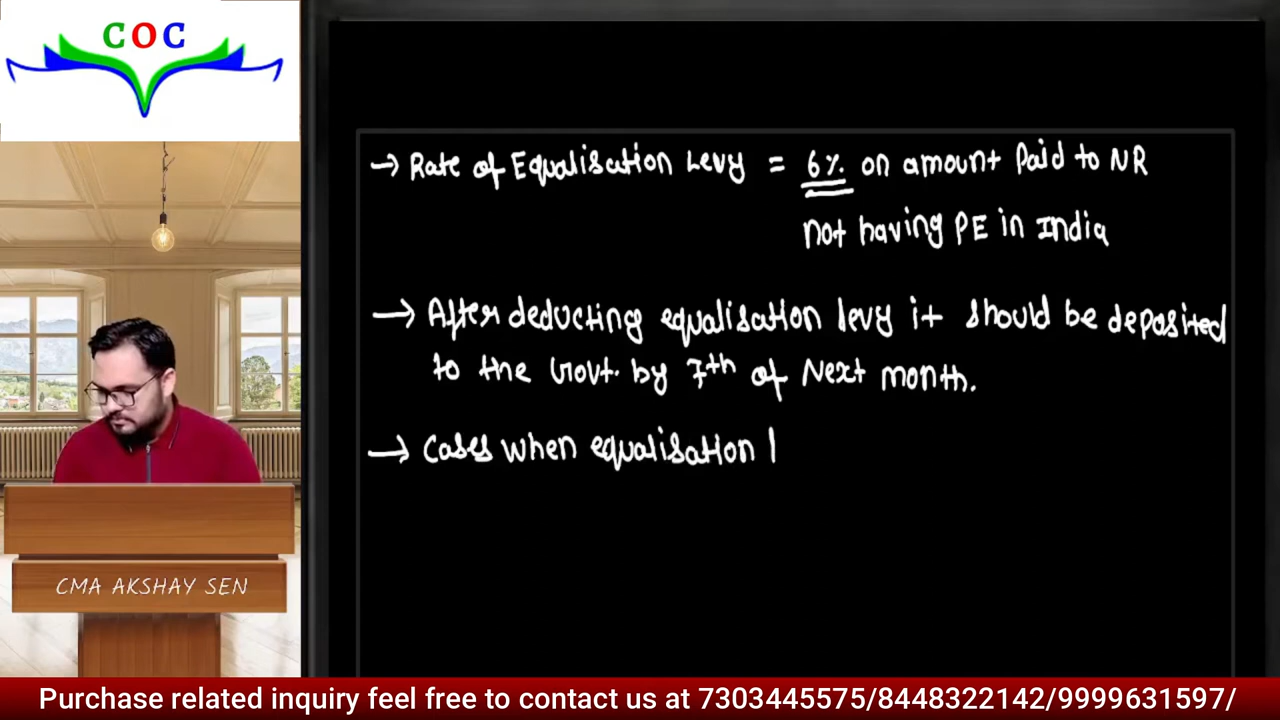 COC
→ Rate of Equalisation Levy = 6% on amount Paid to NR
not having PE in India
→ After deducting equalisation levy it should be deposited
to the Govt. by 7th of Next month.
→ Cases when equalisation l
CMA AKSHAY SEN
Purchase related inquiry feel free to contact us at 7303445575/8448322142/9999631597/